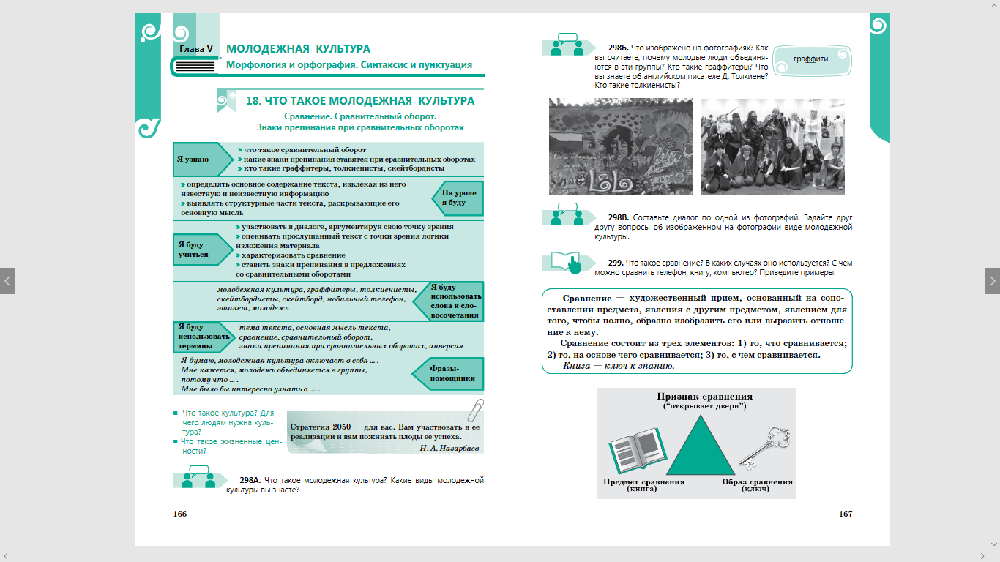 Глава V
МОЛОДЕЖНАЯ КУЛЬТУРА
Морфология и орфография. Синтаксис и пунктуация
18. ЧТО ТАКОЕ МОЛОДЕЖНАЯ КУЛЬТУРА
Сравнение. Сравнительный оборот.
Знаки препинания при сравнительных оборотах
Я узнаю
» что такое сравнительный оборот
» какие знаки препинания ставятся при сравнительных оборотах
» кто такие граффитеры, толкиенисты, скейтбордисты
» определять основное содержание текста, извлекая из него
известную и неизвестную информацию
» выявлять структурные части текста, раскрывающие его
основную мысль
На уроке
я буду
Я буду
учиться
» участвовать в диалоге, аргументируя свою точку зрения
» оценивать прослушанный текст с точки зрения логики
изложения материала
» характеризовать сравнение
» ставить знаки препинания в предложениях
со сравнительными оборотами
молодежная культура, граффитеры, толкиенисты,
скейтбордисты, скейтборд, мобильный телефон,
этикет, молодежь
Я буду
использовать
слова и сло-
восочетания
Я буду
использовать
термины
тема текста, основная мысль текста,
сравнение, сравнительный оборот,
знаки препинания при сравнительных оборотах, инверсия
Я думаю, молодежная культура включает в себя ... .
Мне кажется, молодежь объединяется в группы,
потому что ... .
Мне было бы интересно узнать о ... .
Фразы-
помощники
■ Что такое культура? Для
чего людям нужна куль-
тура?
■ Что такое жизненные цен-
ности?
Стратегия-2050 — для вас. Вам участвовать в ее
реализации и вам пожинать плоды ее успеха.
Н. А. Назарбаев
298А. Что такое молодежная культура? Какие виды молодежной
культуры вы знаете?
166
298Б. Что изображено на фотографиях? Как
вы считаете, почему молодые люди объединя-
ются в эти группы? Кто такие граффитеры? Что
вы знаете об английском писателе Д. Толкиене?
Кто такие толкиенисты?
граффити
298В. Составьте диалог по одной из фотографий. Задайте друг
другу вопросы об изображенном на фотографии виде молодежной
культуры.
299. Что такое сравнение? В каких случаях оно используется? С чем
можно сравнить телефон, книгу, компьютер? Приведите примеры.
Сравнение — художественный прием, основанный на сопо-
ставлении предмета, явления с другим предметом, явлением для
того, чтобы полно, образно изобразить его или выразить отноше-
ние к нему.
Сравнение состоит из трех элементов: 1) то, что сравнивается;
2) то, на основе чего сравнивается; 3) то, с чем сравнивается.
Книга — ключ к знанию.
Признак сравнения
(“открывает двери”)
Предмет сравнения
(книга)
Образ сравнения
(ключ)
167